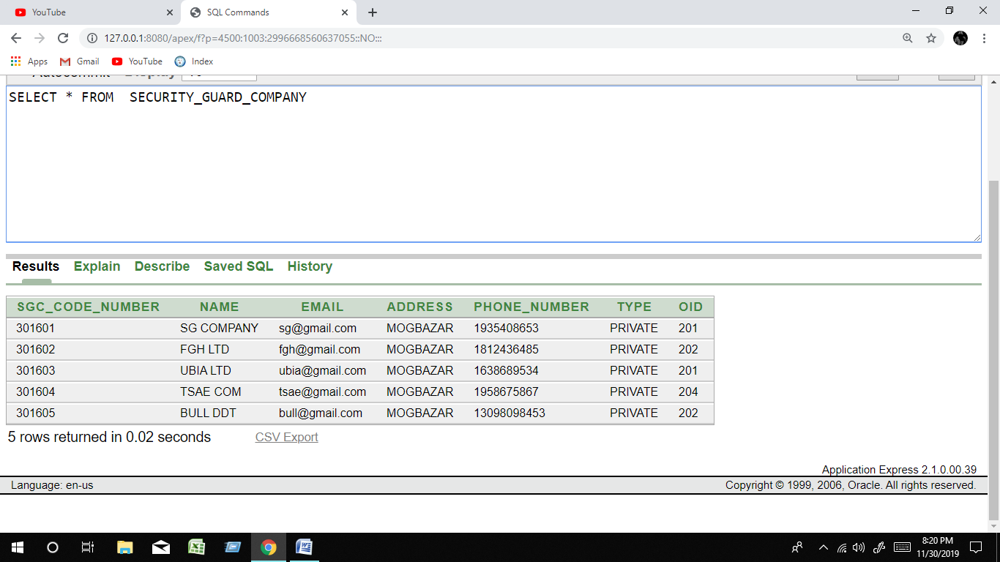 YouTube SQL Commands
127.0.0.1:8080/apex/f?p=4500:1003:2996668560637055::NO:::
Apps Gmail YouTube Index
SELECT * FROM  SECURITY_GUARD_COMPANY
Results Explain Describe Saved SQL History
SGC_CODE_NUMBER NAME EMAIL ADDRESS PHONE_NUMBER TYPE OID
301601 SG COMPANY sg@gmail.com MOGBAZAR 1935408653 PRIVATE 201
301602 FGH LTD fgh@gmail.com MOGBAZAR 1812436485 PRIVATE 202
301603 UBIA LTD ubia@gmail.com MOGBAZAR 1638689534 PRIVATE 201
301604 TSAE COM tsae@gmail.com MOGBAZAR 1958675867 PRIVATE 204
301605 BULL DDT bull@gmail.com MOGBAZAR 13098098453 PRIVATE 202
5 rows returned in 0.02 seconds CSV Export
Application Express 2.1.0.00.39
Language: en-us Copyright © 1999, 2006, Oracle. All rights reserved.
8:20 PM
11/30/2019